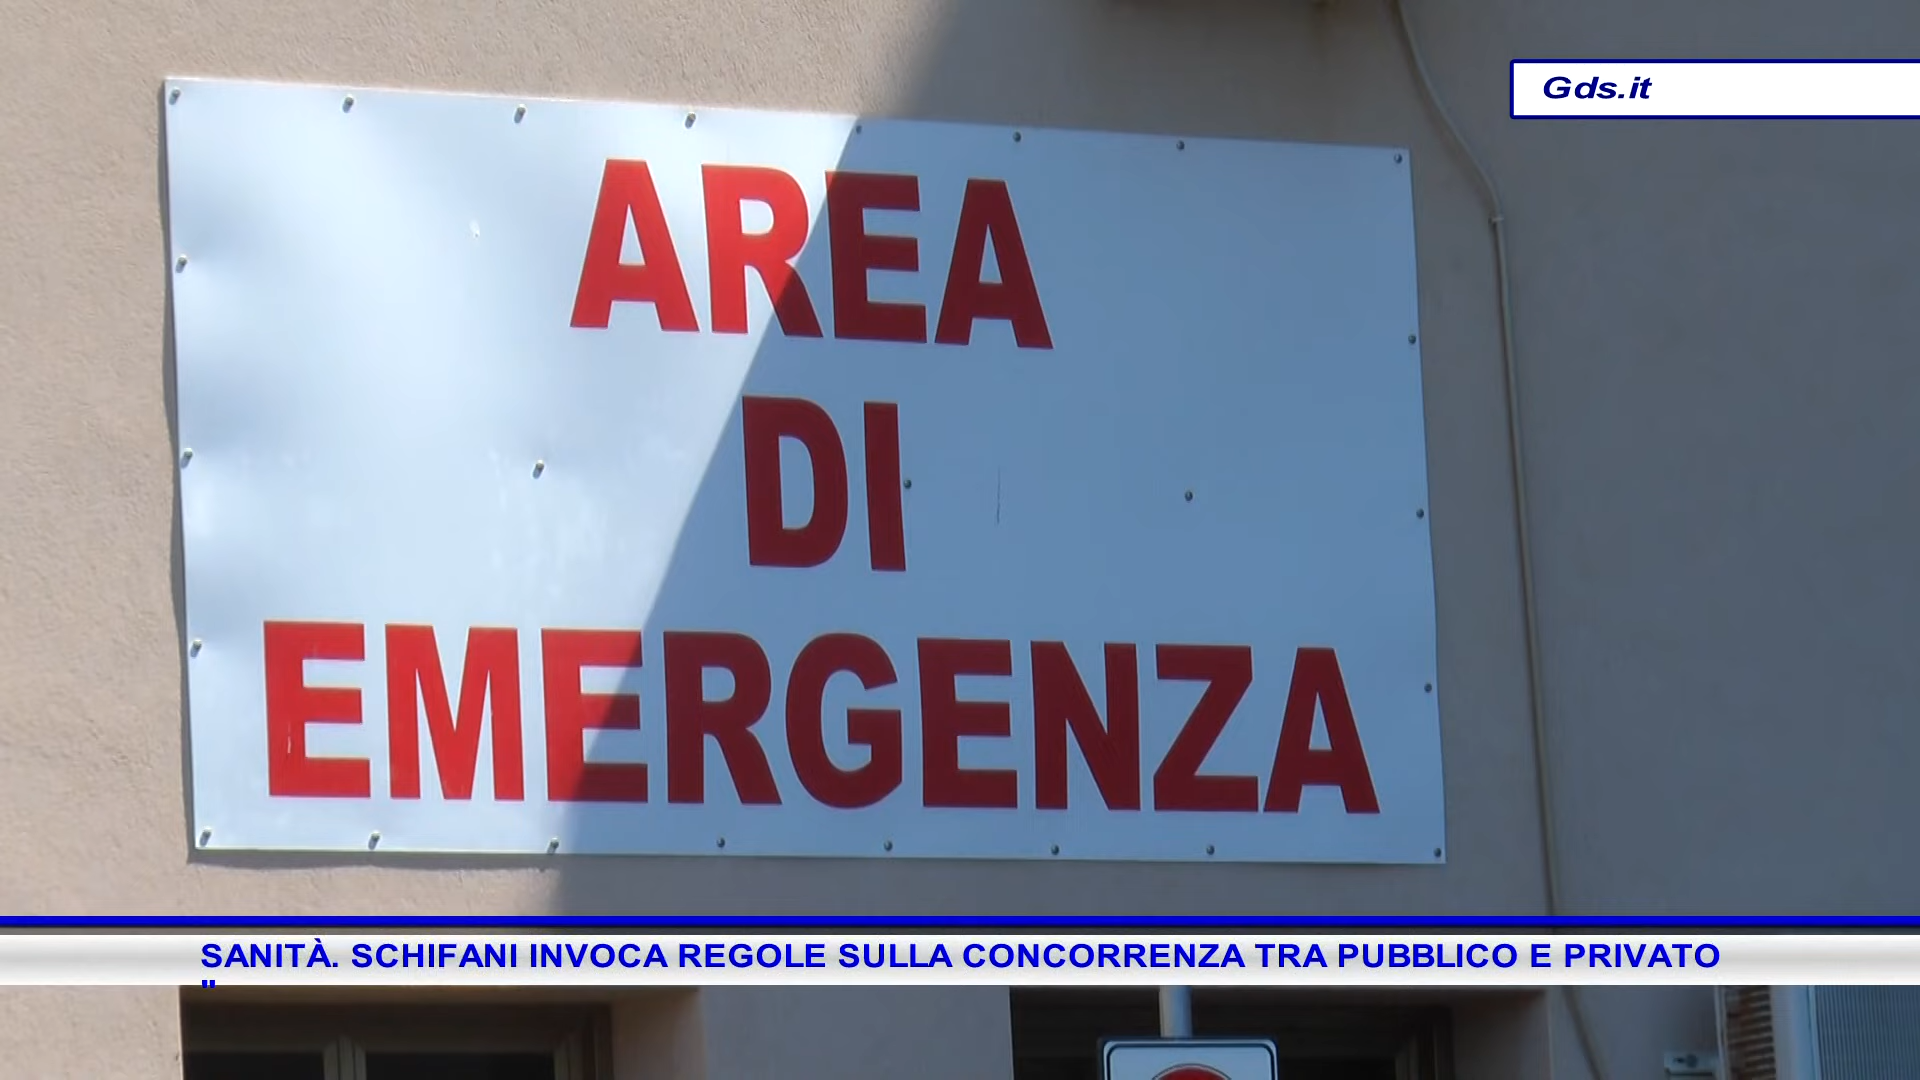 Gds.it
AREA
DI
EMERGENZA
SANITÀ. SCHIFANI INVOCA REGOLE SULLA CONCORRENZA TRA PUBBLICO E PRIVATO
"